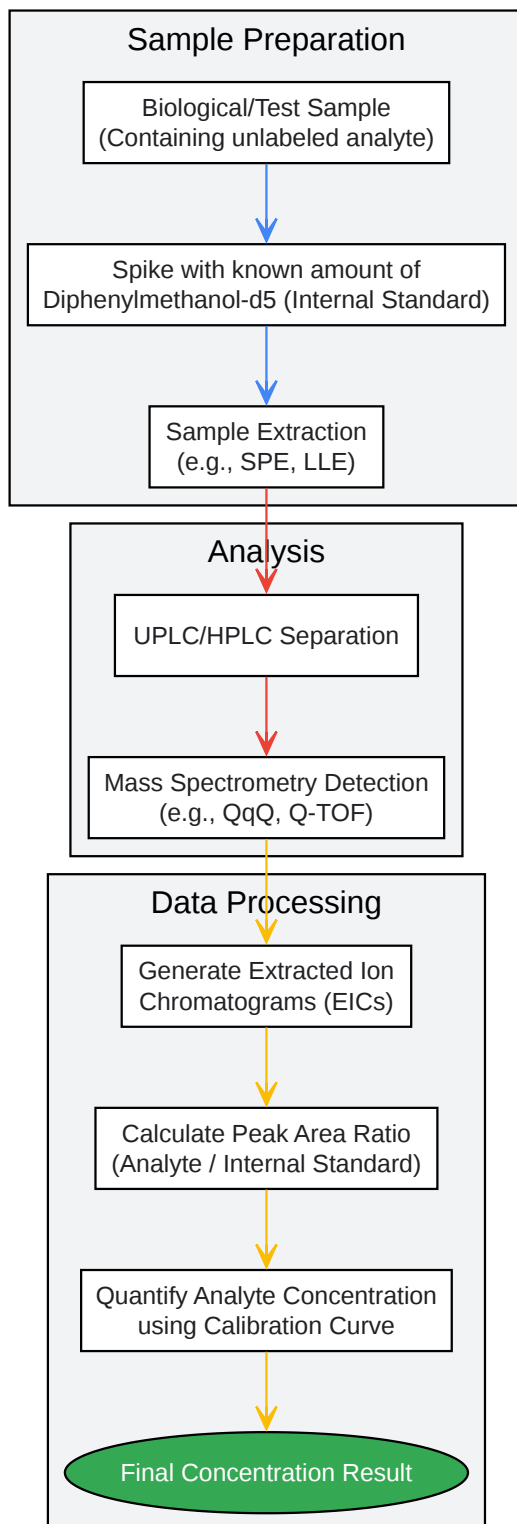 Sample Preparation
Biological/Test Sample
(Containing unlabeled analyte)
Spike with known amount of
Diphenylmethanol-d5 (Internal Standard)
Sample Extraction
(e.g., SPE, LLE)
Analysis
UPLC/HPLC Separation
Mass Spectrometry Detection
(e.g., QqQ, Q-TOF)
Data Processing
Generate Extracted Ion
Chromatograms (EICs)
Calculate Peak Area Ratio
(Analyte / Internal Standard)
Quantify Analyte Concentration
using Calibration Curve
Final Concentration Result